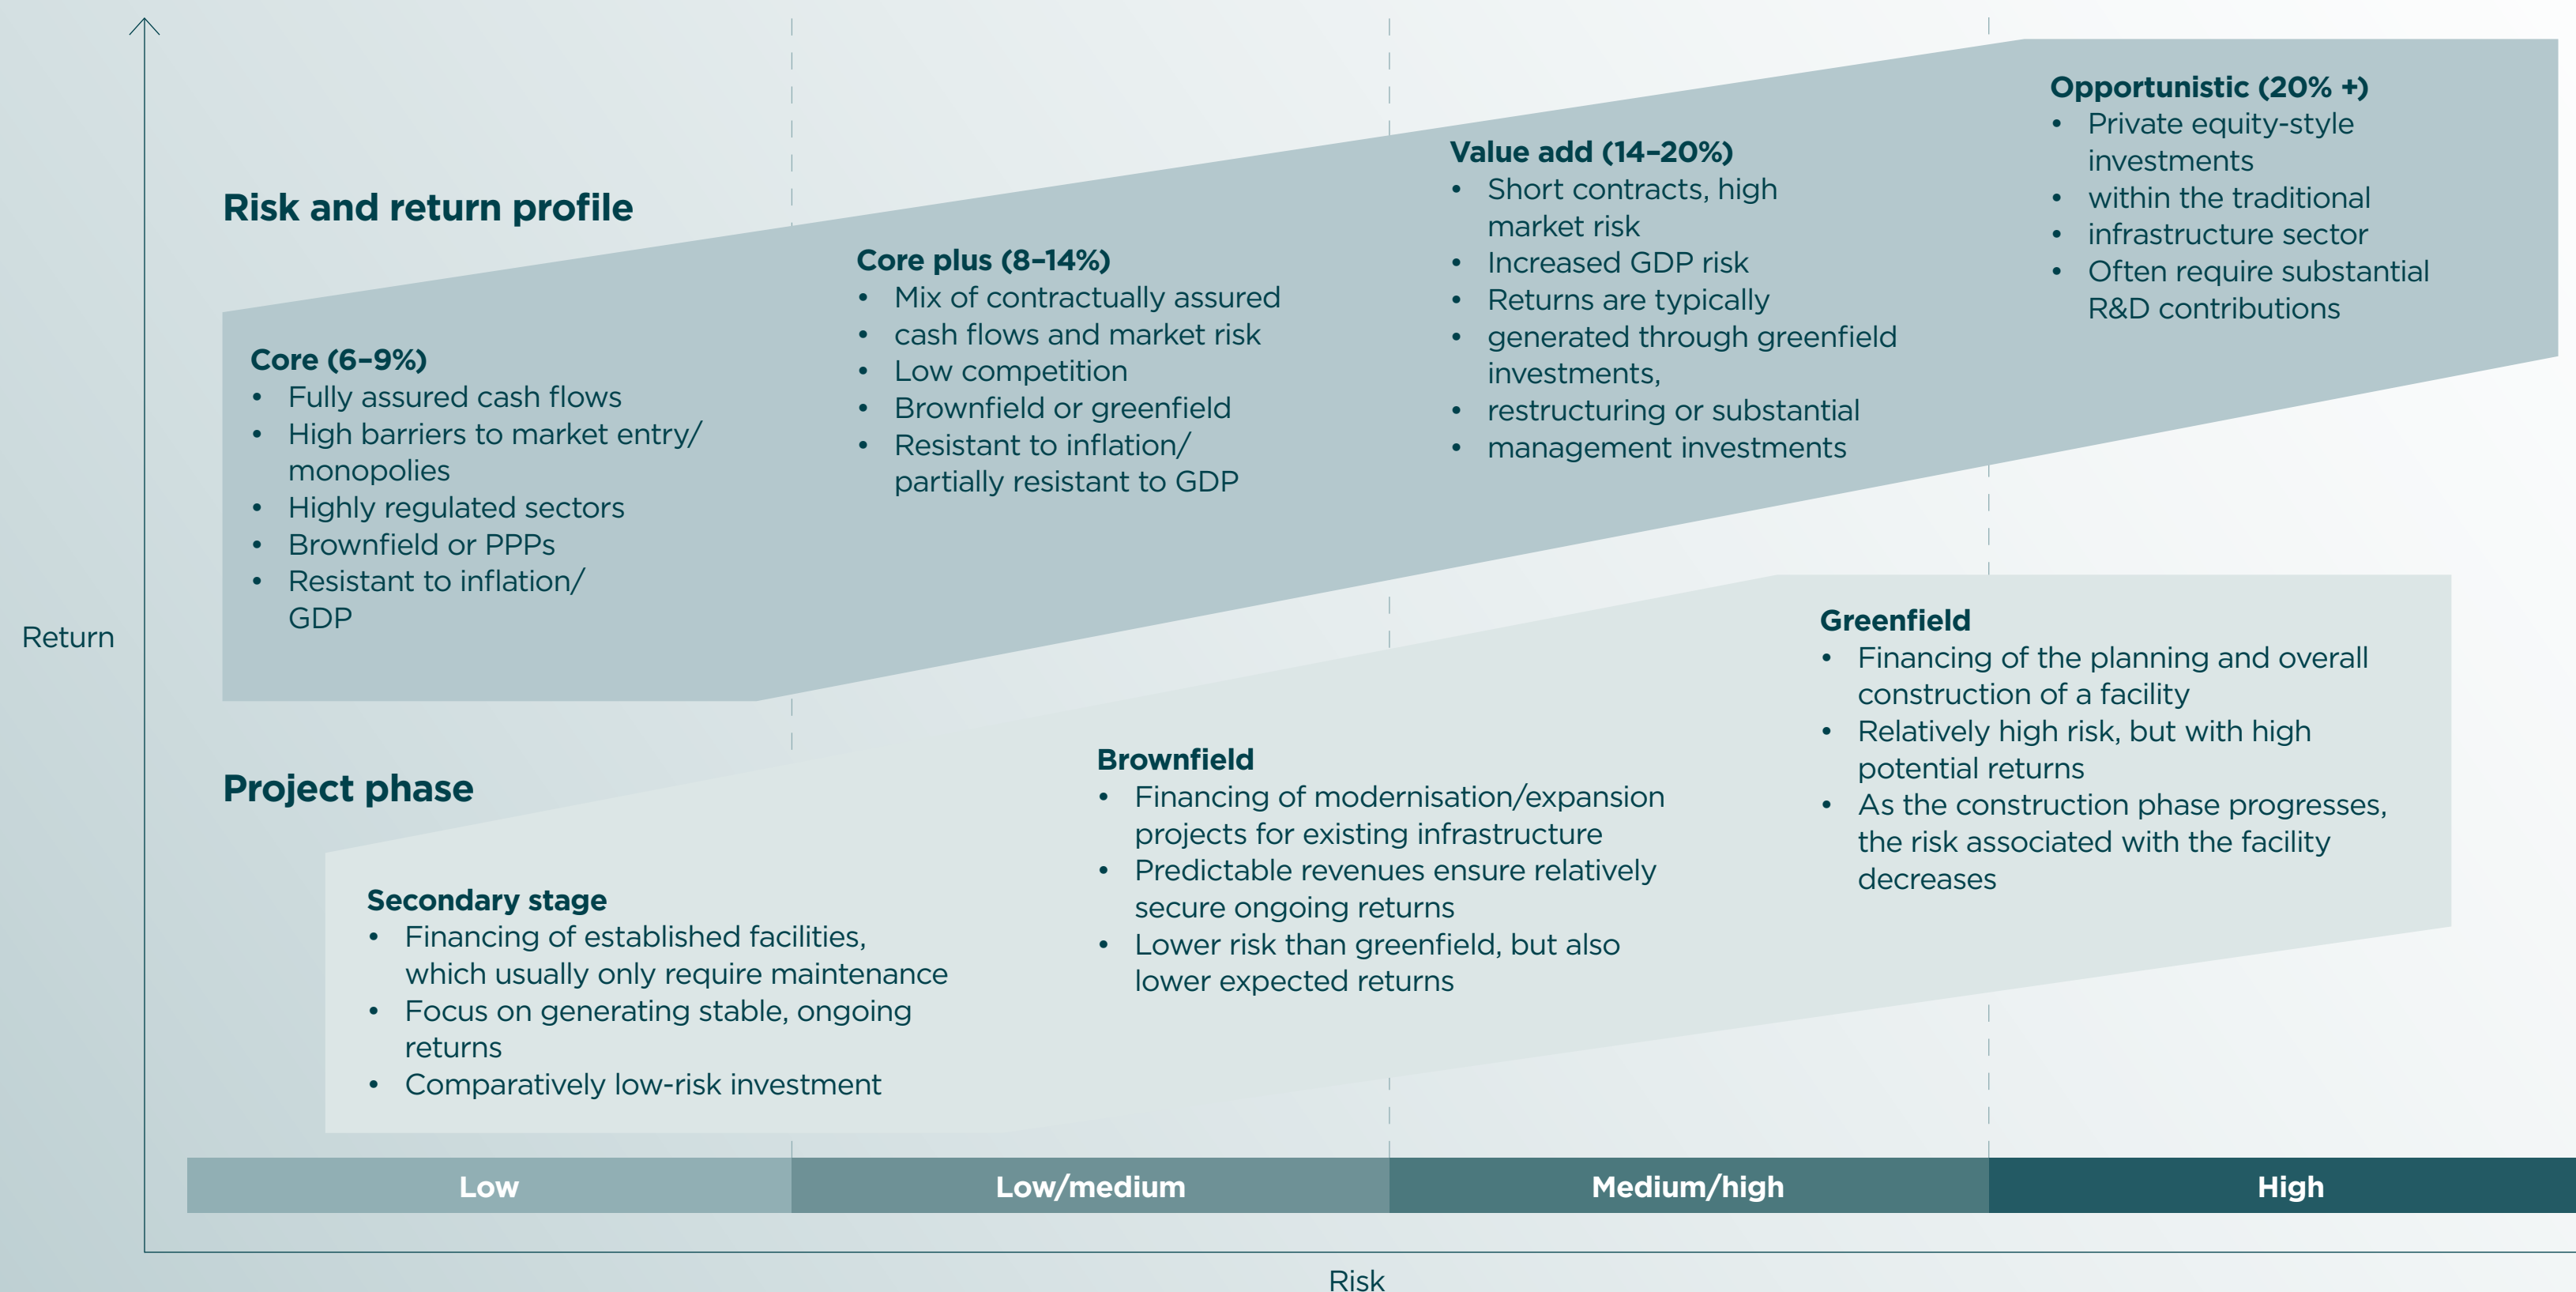 Return
Risk and return profile
Core (6–9%)
• Fully assured cash flows
• High barriers to market entry/
monopolies
• Highly regulated sectors
• Brownfield or PPPs
• Resistant to inflation/
GDP
Core plus (8–14%)
• Mix of contractually assured
• cash flows and market risk
• Low competition
• Brownfield or greenfield
• Resistant to inflation/
partially resistant to GDP
Value add (14–20%)
• Short contracts, high
market risk
• Increased GDP risk
• Returns are typically
• generated through greenfield
investments,
• restructuring or substantial
• management investments
Opportunistic (20% +)
• Private equity-style
investments
• within the traditional
• infrastructure sector
• Often require substantial
R&D contributions
Project phase
Secondary stage
• Financing of established facilities,
which usually only require maintenance
• Focus on generating stable, ongoing
returns
• Comparatively low-risk investment
Brownfield
• Financing of modernisation/expansion
projects for existing infrastructure
• Predictable revenues ensure relatively
secure ongoing returns
• Lower risk than greenfield, but also
lower expected returns
Greenfield
• Financing of the planning and overall
construction of a facility
• Relatively high risk, but with high
potential returns
• As the construction phase progresses,
the risk associated with the facility
decreases
Low
Low/medium
Medium/high
High
Risk